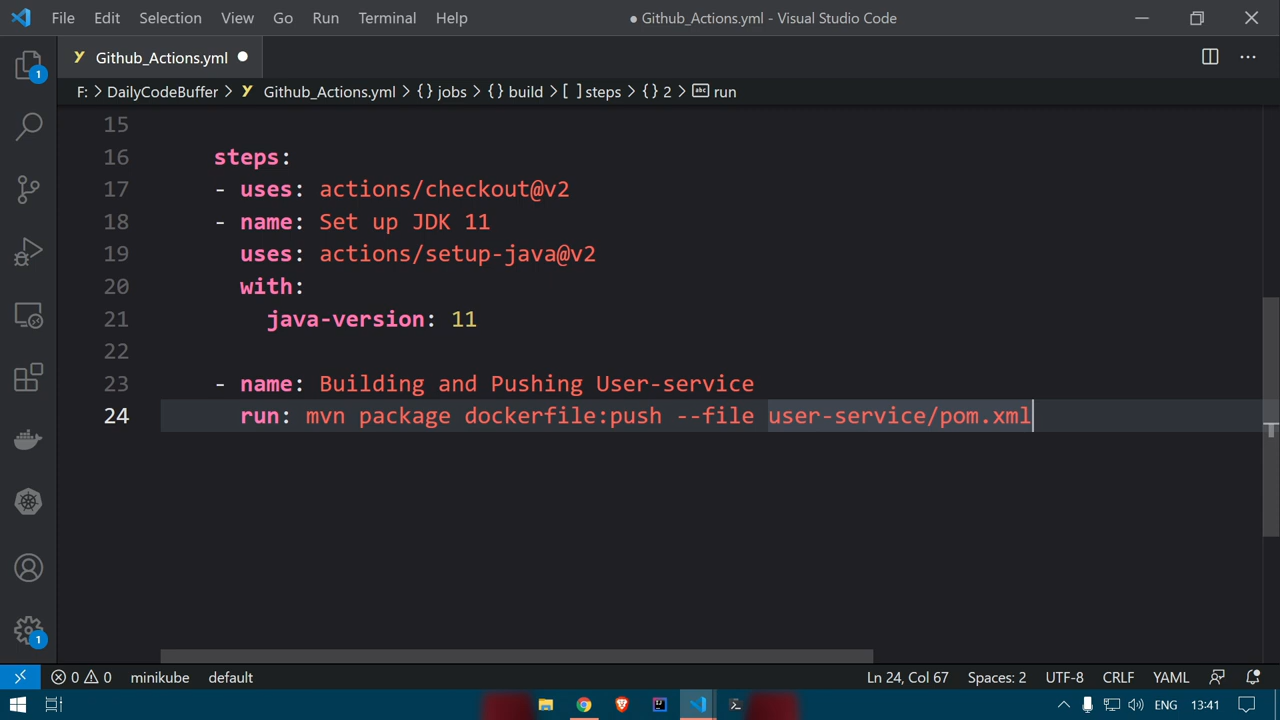 File Edit Selection View Go Run Terminal Help ● Github_Actions.yml - Visual Studio Code
Y Github_Actions.yml
1
F: > DailyCodeBuffer > Y Github_Actions.yml > {} jobs > {} build > [ ] steps > {} 2 > abc run
15
16 steps:
17 - uses: actions/checkout@v2
18 - name: Set up JDK 11
19 uses: actions/setup-java@v2
20 with:
21 java-version: 11
22
23 - name: Building and Pushing User-service
24 run: mvn package dockerfile:push --file user-service/pom.xml
1
0 0 minikube default Ln 24, Col 67 Spaces: 2 UTF-8 CRLF YAML
ENG 13:41